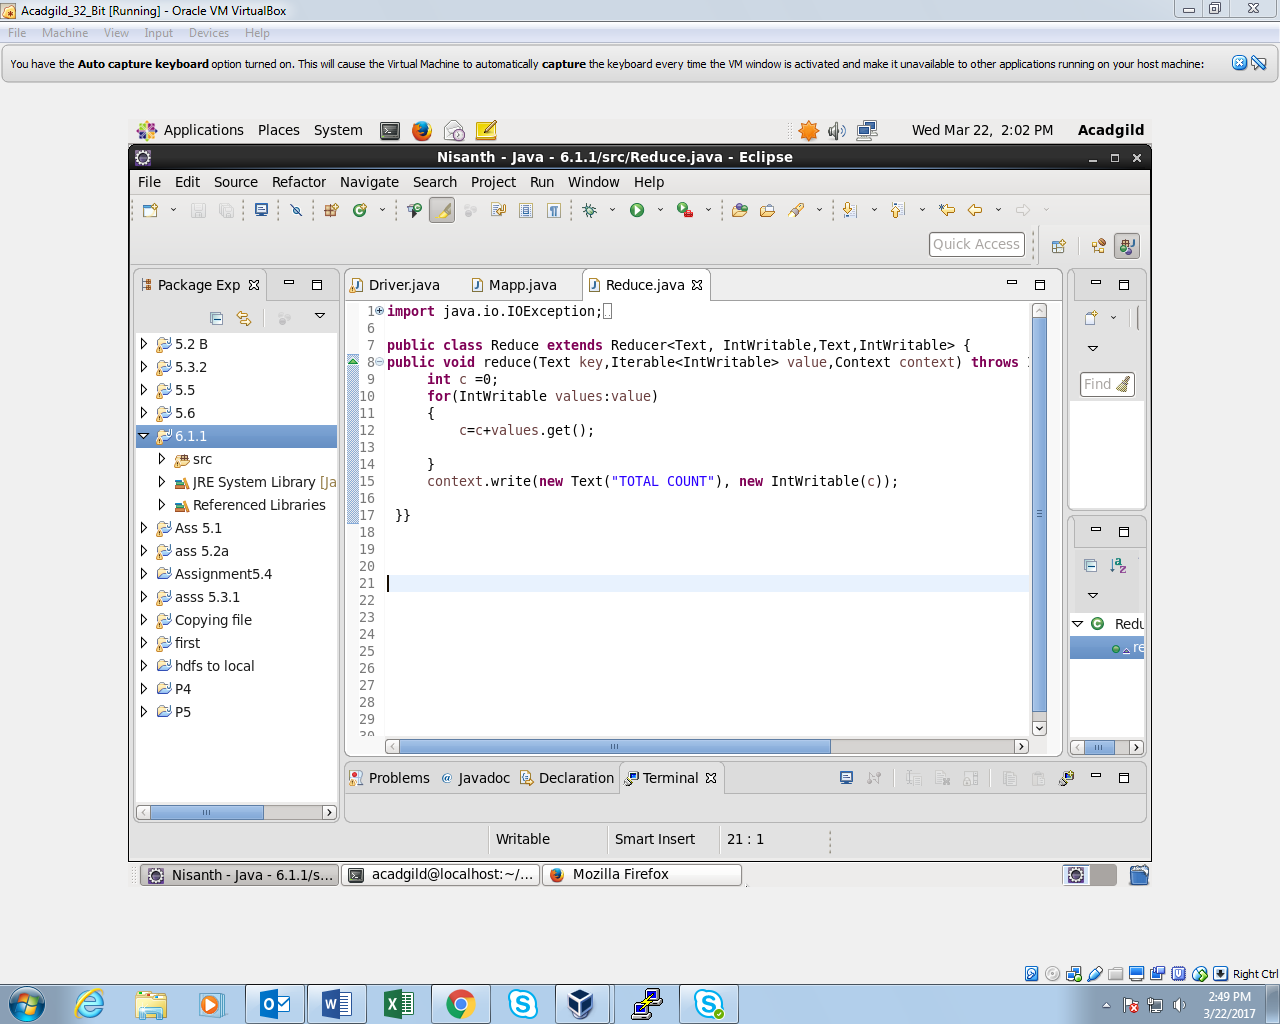 Acadgild_32_Bit [Running] - Oracle VM VirtualBox
File Machine View Input Devices Help
You have the Auto capture keyboard option turned on. This will cause the Virtual Machine to automatically capture the keyboard every time the VM window is activated and make it unavailable to other applications running on your host machine:
Applications Places System Wed Mar 22, 2:02 PM Acadgild
Nisanth - Java - 6.1.1/src/Reduce.java - Eclipse
File Edit Source Refactor Navigate Search Project Run Window Help
Quick Access
Package Exp
5.2 B
5.3.2
5.5
5.6
6.1.1
src
JRE System Library [Ja
Referenced Libraries
Ass 5.1
ass 5.2a
Assignment5.4
asss 5.3.1
Copying file
first
hdfs to local
P4
P5
Driver.java Mapp.java Reduce.java
1 import java.io.IOException;
6
7 public class Reduce extends Reducer<Text, IntWritable,Text,IntWritable> {
8 public void reduce(Text key,Iterable<IntWritable> value,Context context) throws
9 int c =0;
10 for(IntWritable values:value)
11 {
12 c=c+values.get();
13
14 }
15 context.write(new Text("TOTAL COUNT"), new IntWritable(c));
16
17 }}
18
19
20
21
22
23
24
25
26
27
28
29
30
Find
Redu
re
Problems Javadoc Declaration Terminal
Writable Smart Insert 21 : 1
Nisanth - Java - 6.1.1/s... acadgild@localhost:~/... Mozilla Firefox
Right Ctrl
2:49 PM
3/22/2017